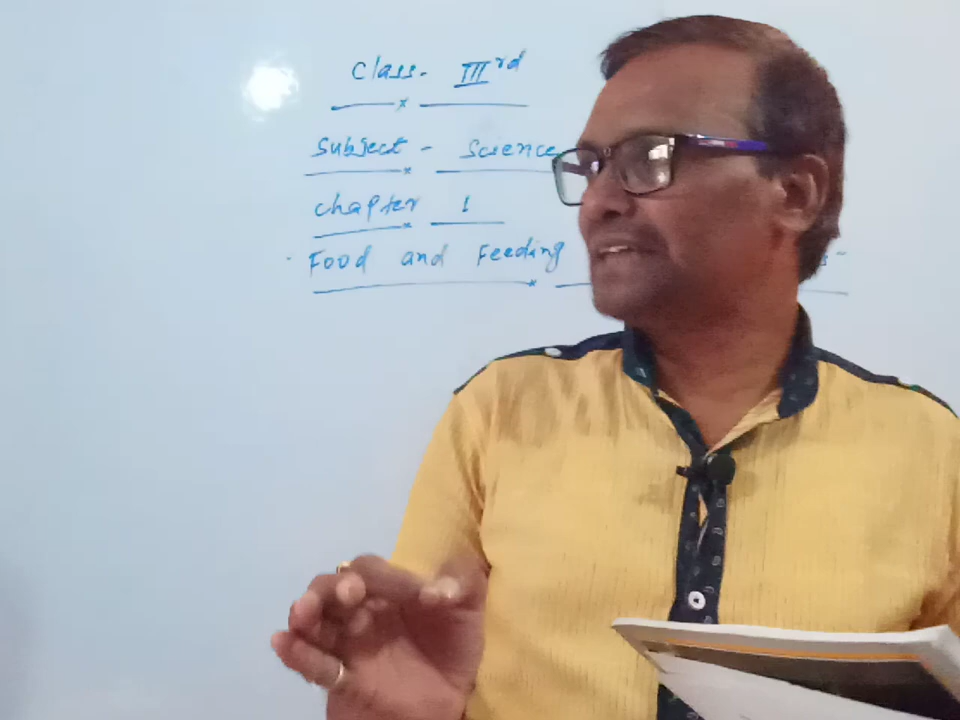 Class- IIIrd
Subject - Science
Chapter 1
Food and Feeding